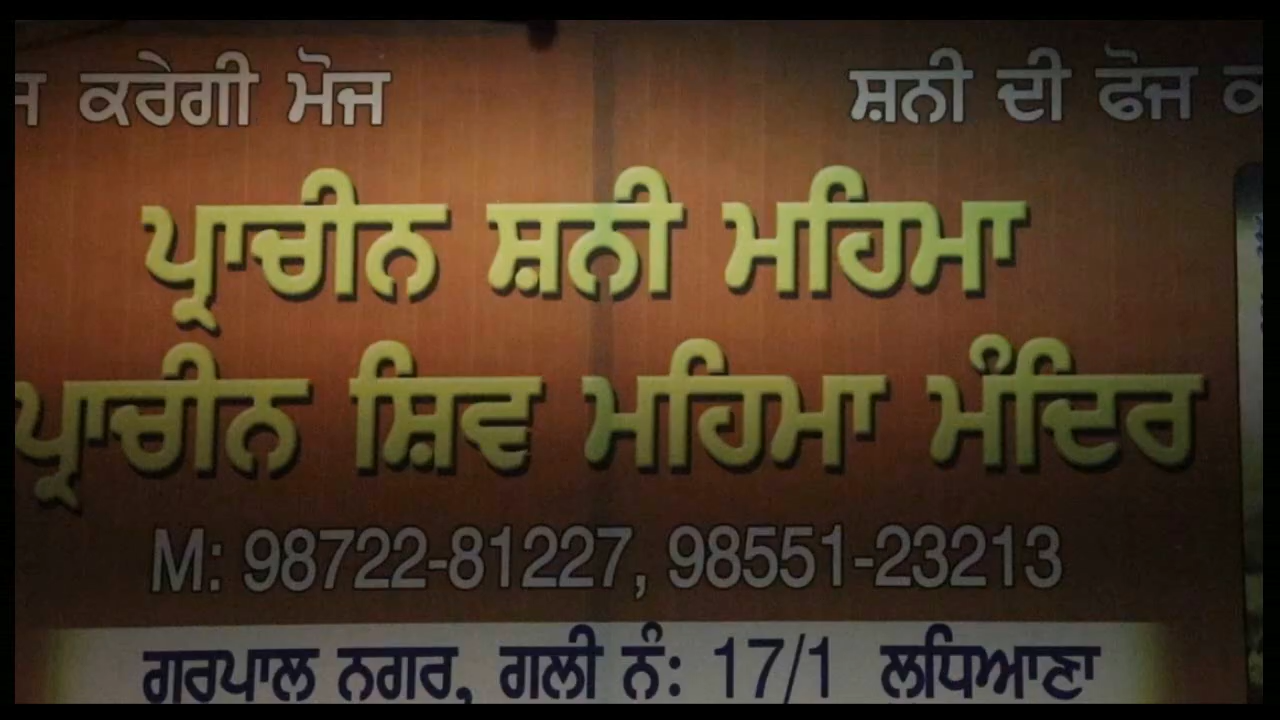 ਕਰੇਗੀ ਮੋਜ ਸ਼ਨੀ ਦੀ ਫੋਜ
ਪ੍ਰਾਚੀਨ ਸ਼ਨੀ ਮਹਿਮਾ
ਪ੍ਰਾਚੀਨ ਸ਼ਿਵ ਮਹਿਮਾ ਮੰਦਿਰ
M: 98722-81227, 98551-23213
ਗੁਰਪਾਲ ਨਗਰ, ਗਲੀ ਨੰ: 17/1 ਲੁਧਿਆਣਾ